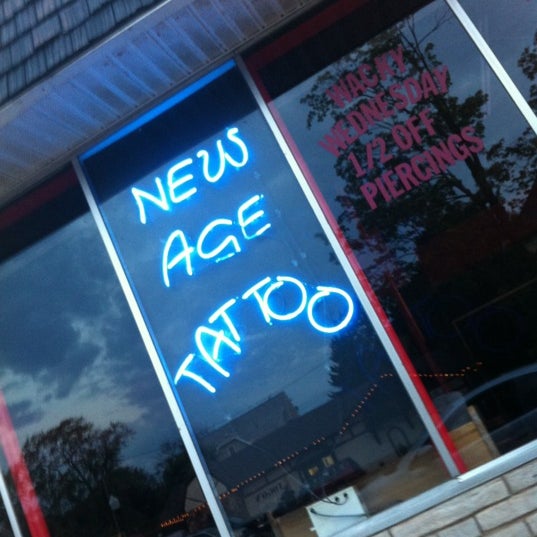 NEW
AGE
TATTOO
WACKY
WEDNESDAY
1/2 OFF
PIERCINGS